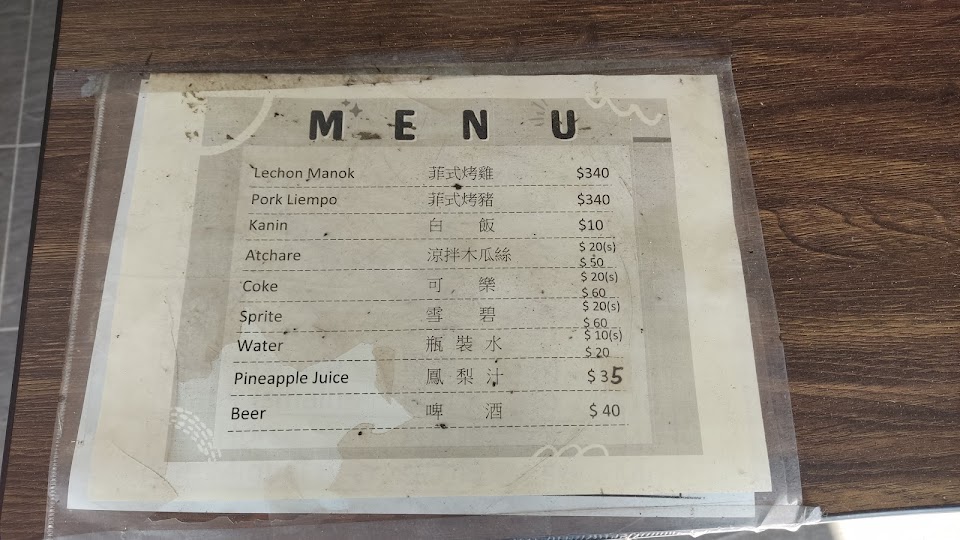 MENU
Lechon Manok 菲式烤雞 $340
Pork Liempo 菲式烤豬 $340
Kanin 白飯 $10
Atchare 涼拌木瓜絲 $20(s)
$50
Coke 可樂 $20(s)
$60
Sprite 雪碧 $20(s)
$60
Water 瓶裝水 $10(s)
$20
Pineapple Juice 鳳梨汁 $35
Beer 啤酒 $40